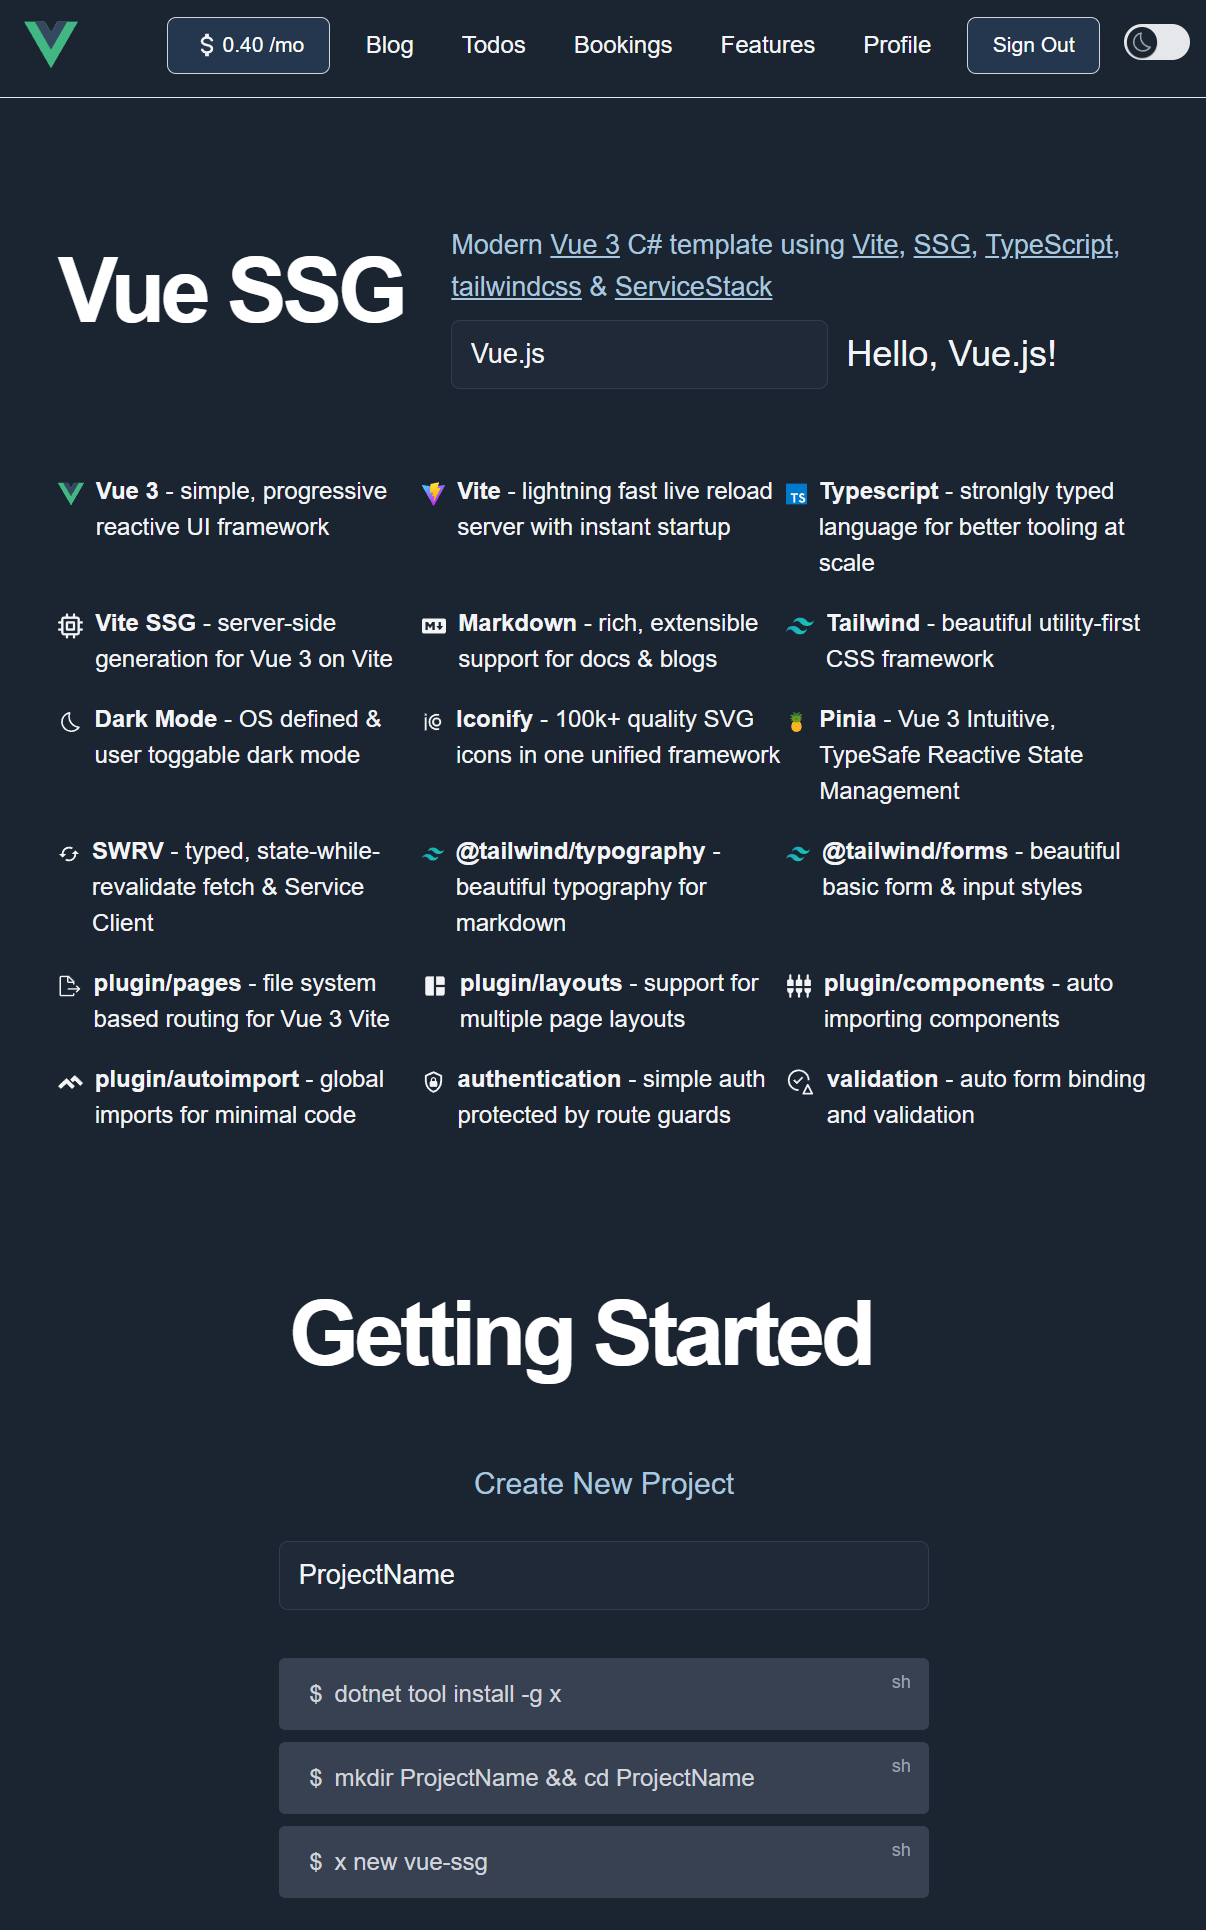 $ 0.40 /mo Blog Todos Bookings Features Profile Sign Out
Vue SSG
Modern Vue 3 C# template using Vite, SSG, TypeScript,
tailwindcss & ServiceStack
Vue.js
Hello, Vue.js!
Vue 3 - simple, progressive
reactive UI framework
Vite - lightning fast live reload
server with instant startup
TS
Typescript - stronlgly typed
language for better tooling at
scale
Vite SSG - server-side
generation for Vue 3 on Vite
Markdown - rich, extensible
support for docs & blogs
Tailwind - beautiful utility-first
CSS framework
Dark Mode - OS defined &
user toggable dark mode
Iconify - 100k+ quality SVG
icons in one unified framework
Pinia - Vue 3 Intuitive,
TypeSafe Reactive State
Management
SWRV - typed, state-while-
revalidate fetch & Service
Client
@tailwind/typography -
beautiful typography for
markdown
@tailwind/forms - beautiful
basic form & input styles
plugin/pages - file system
based routing for Vue 3 Vite
plugin/layouts - support for
multiple page layouts
plugin/components - auto
importing components
plugin/autoimport - global
imports for minimal code
authentication - simple auth
protected by route guards
validation - auto form binding
and validation
Getting Started
Create New Project
ProjectName
$ dotnet tool install -g x
sh
$ mkdir ProjectName && cd ProjectName
sh
$ x new vue-ssg
sh